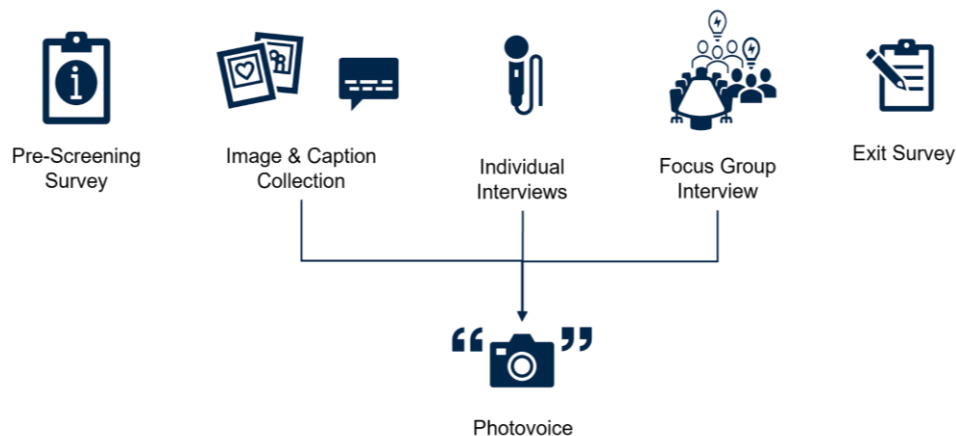 Pre-Screening
Survey
Image & Caption
Collection
Individual
Interviews
Focus Group
Interview
Exit Survey
“ ”
Photovoice